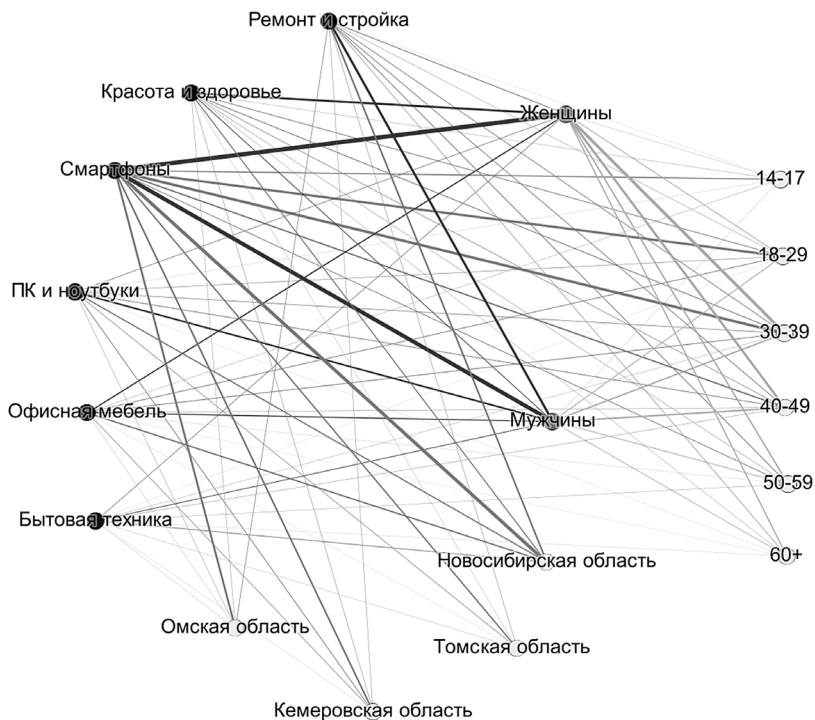 Ремонт и стройка
Красота и здоровье
Женщины
Смартфоны
14-17
18-29
ПК и ноутбуки
30-39
40-49
Офисная мебель
Мужчины
50-59
Бытовая техника
60+
Новосибирская область
Омская область
Томская область
Кемеровская область